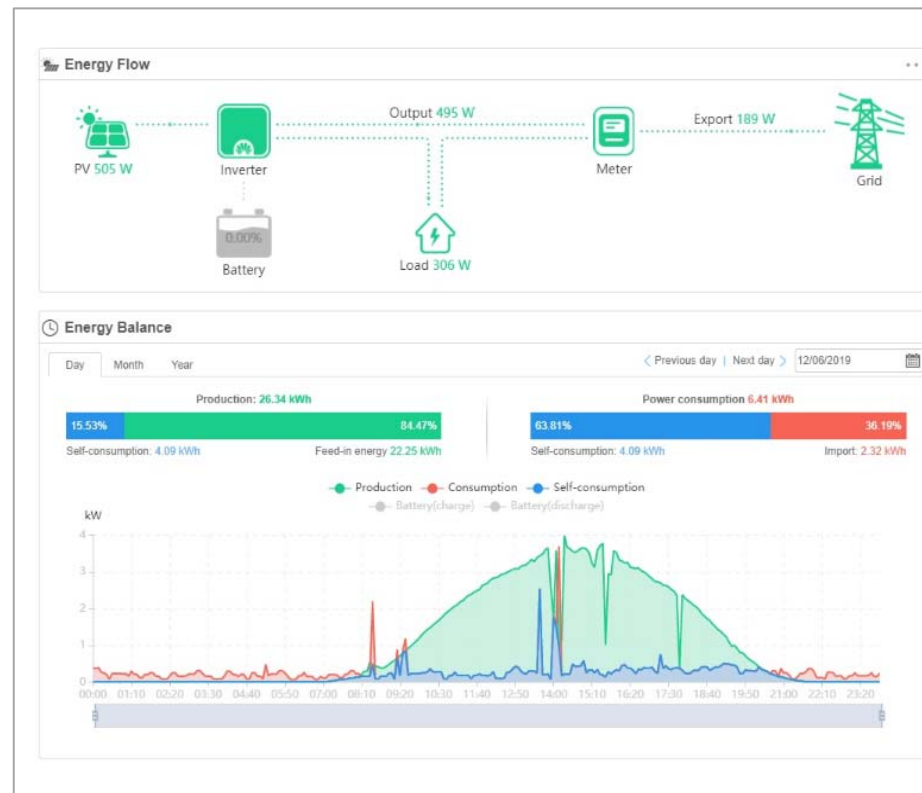 Energy Flow
Output 495 W
Export 189 W
PV 505 W
Inverter
Meter
Grid
0.00%
Battery
Load 306 W
Energy Balance
Day Month Year
< Previous day | Next day > 12/06/2019
Production: 26.34 kWh
Power consumption 6.41 kWh
15.53% 84.47%
63.81% 36.19%
Self-consumption: 4.09 kWh Feed-in energy 22.25 kWh
Self-consumption: 4.09 kWh Import: 2.32 kWh
Production Consumption Self-consumption
Battery(charge) Battery(discharge)
kW
4
3
2
1
0
00:00 01:10 02:20 03:30 04:40 05:50 07:00 08:10 09:20 10:30 11:40 12:50 14:00 15:10 16:20 17:30 18:40 19:50 21:00 22:10 23:20